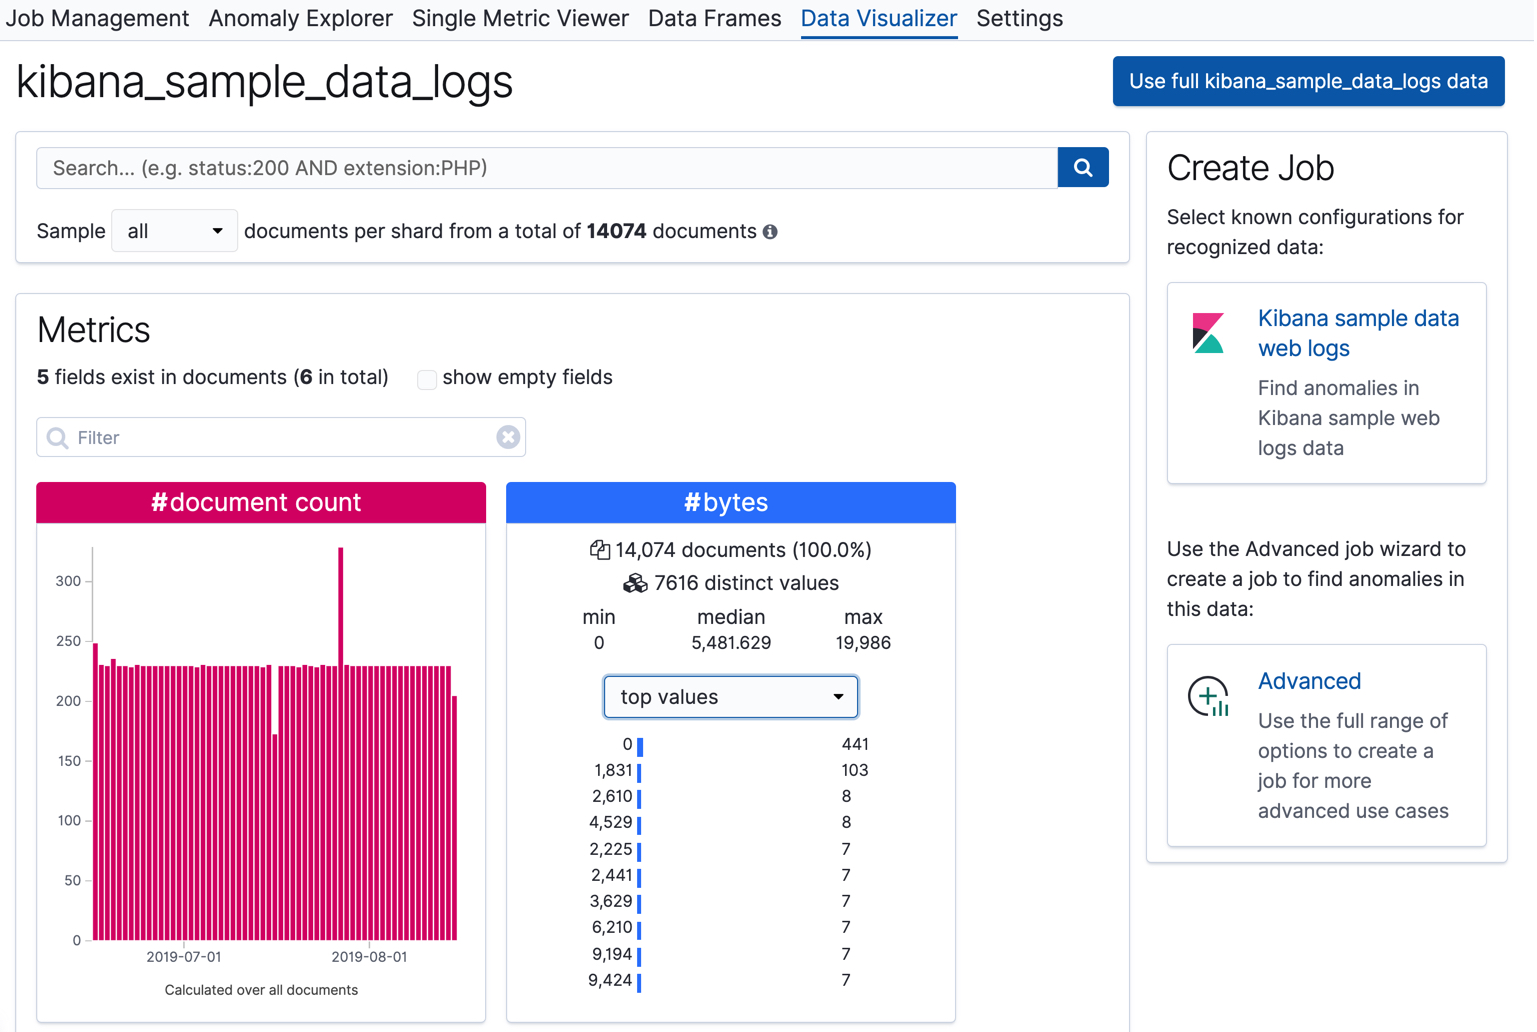 Job Management Anomaly Explorer Single Metric Viewer Data Frames Data Visualizer Settings
kibana_sample_data_logs
Use full kibana_sample_data_logs data
Search... (e.g. status:200 AND extension:PHP)
Sample all documents per shard from a total of 14074 documents
Metrics
5 fields exist in documents (6 in total) show empty fields
Filter
#document count
300
250
200
150
100
50
0
2019-07-01 2019-08-01
Calculated over all documents
#bytes
14,074 documents (100.0%)
7616 distinct values
min median max
0 5,481.629 19,986
top values
0 441
1,831 103
2,610 8
4,529 8
2,225 7
2,441 7
3,629 7
6,210 7
9,194 7
9,424 7
Create Job
Select known configurations for
recognized data:
Kibana sample data
web logs
Find anomalies in
Kibana sample web
logs data
Use the Advanced job wizard to
create a job to find anomalies in
this data:
Advanced
Use the full range of
options to create a
job for more
advanced use cases